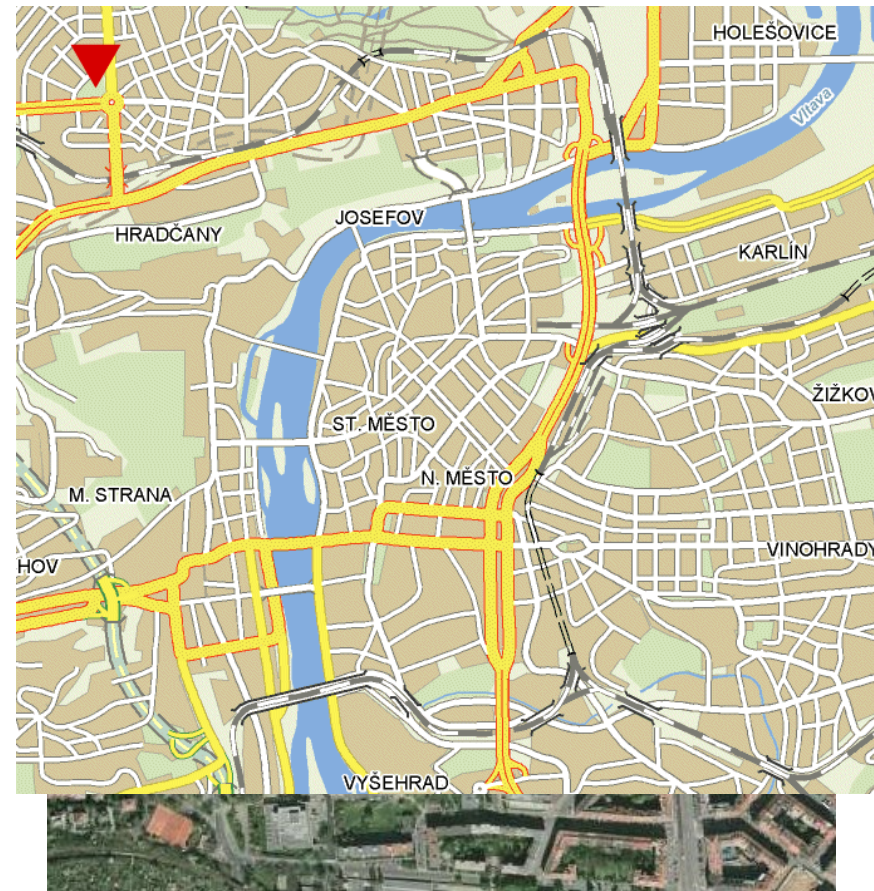 HOLEŠOVICE
Vltava
JOSEFOV
HRADČANY
KARLÍN
ŽIŽKOV
ST. MĚSTO
N. MĚSTO
M. STRANA
HOV
VINOHRADY
VYŠEHRAD